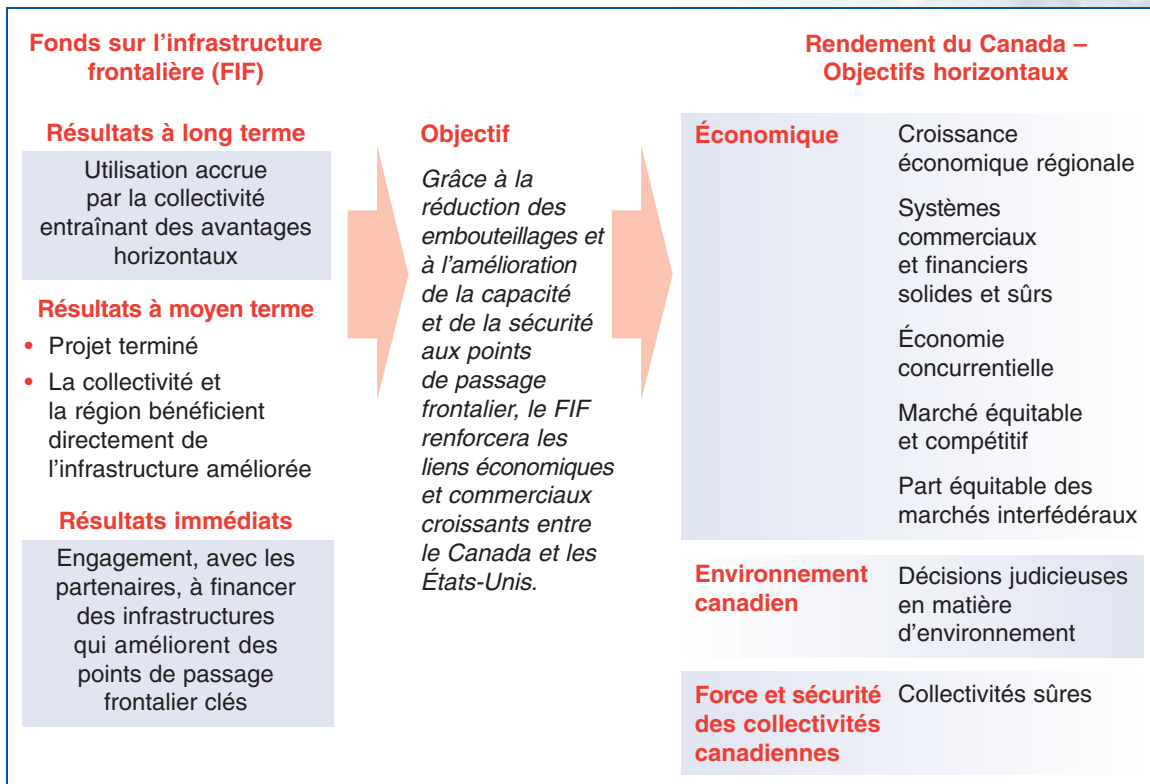 Fonds sur l'infrastructure
frontalière (FIF)
Résultats à long terme
Utilisation accrue
par la collectivité
entraînant des avantages
horizontaux
Résultats à moyen terme
• Projet terminé
• La collectivité et
la région bénéficient
directement de
l'infrastructure améliorée
Résultats immédiats
Engagement, avec les
partenaires, à financer
des infrastructures
qui améliorent des
points de passage
frontalier clés
Objectif
Grâce à la
réduction des
embouteillages et
à l'amélioration
de la capacité
et de la sécurité
aux points
de passage
frontalier, le FIF
renforcera les
liens économiques
et commerciaux
croissants entre
le Canada et les
États-Unis.
Rendement du Canada –
Objectifs horizontaux
Économique
Croissance
économique régionale
Systèmes
commerciaux
et financiers
solides et sûrs
Économie
concurrentielle
Marché équitable
et compétitif
Part équitable des
marchés interfédéraux
Environnement
canadien
Décisions judicieuses
en matière
d'environnement
Force et sécurité
des collectivités
canadiennes
Collectivités sûres